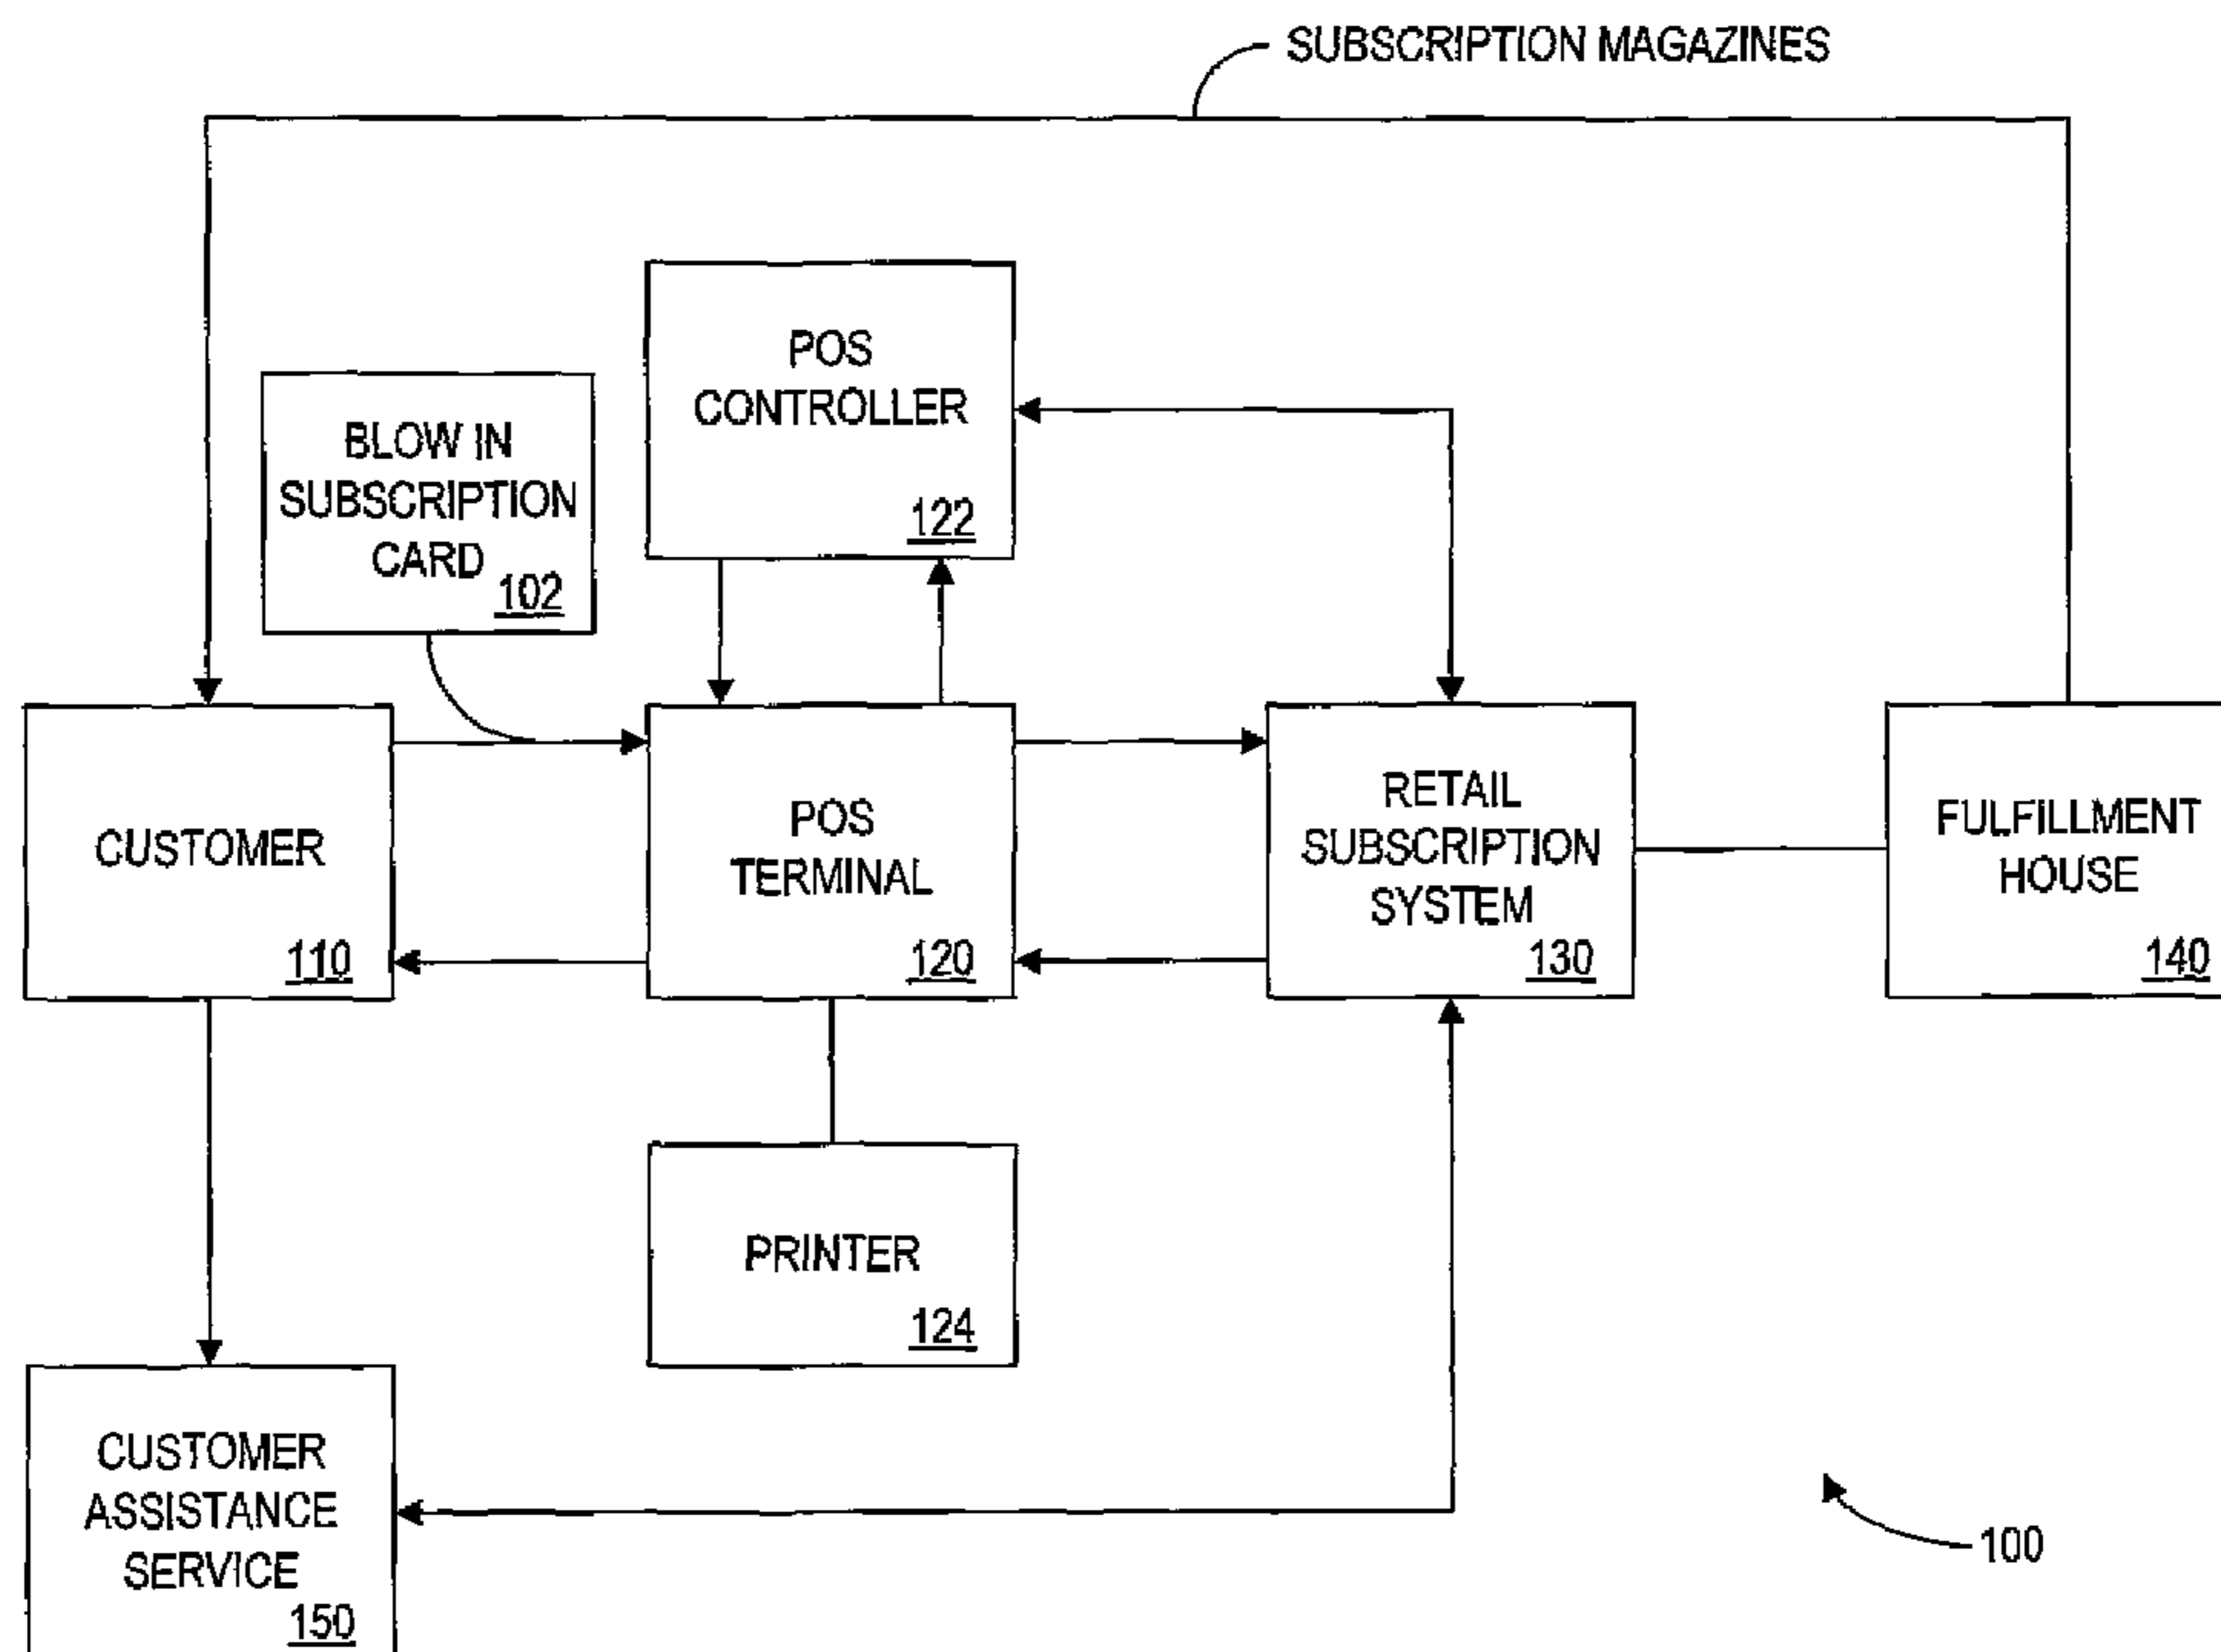 SUBSCRIPTION MAGAZINES
POS
CONTROLLER
122
BLOW IN
SUBSCRIPTION
CARD
102
CUSTOMER
110
POS
TERMINAL
120
RETAIL
SUBSCRIPTION
SYSTEM
130
FULFILLMENT
HOUSE
140
PRINTER
124
CUSTOMER
ASSISTANCE
SERVICE
150
100